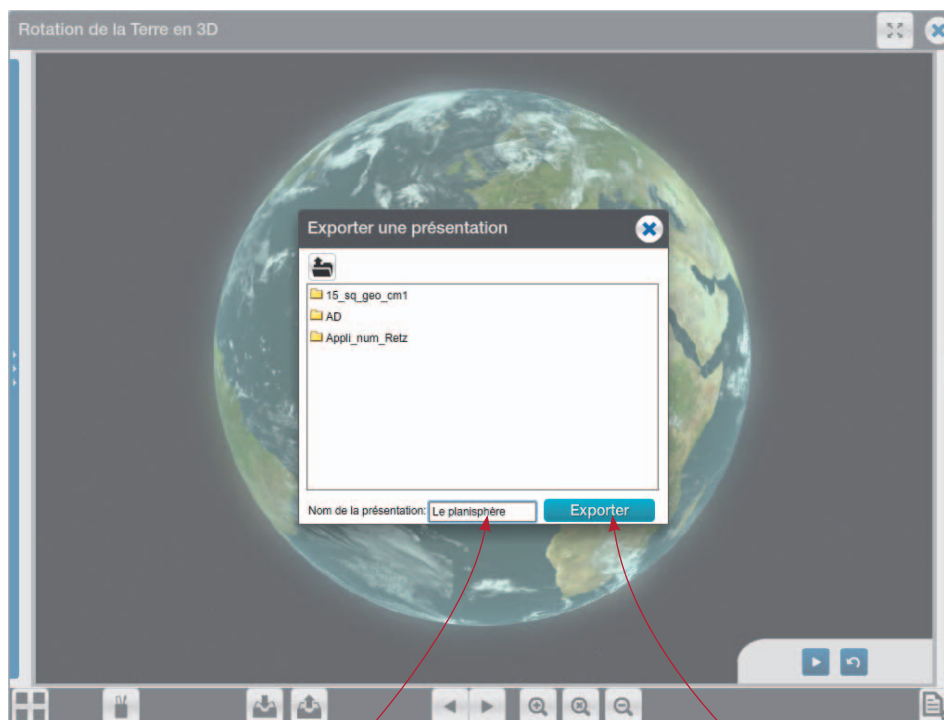 Rotation de la Terre en 3D
Exporter une présentation
15_sq_geo_cm1
AD
Appli_num_Retz
Nom de la présentation: Le planisphère Exporter